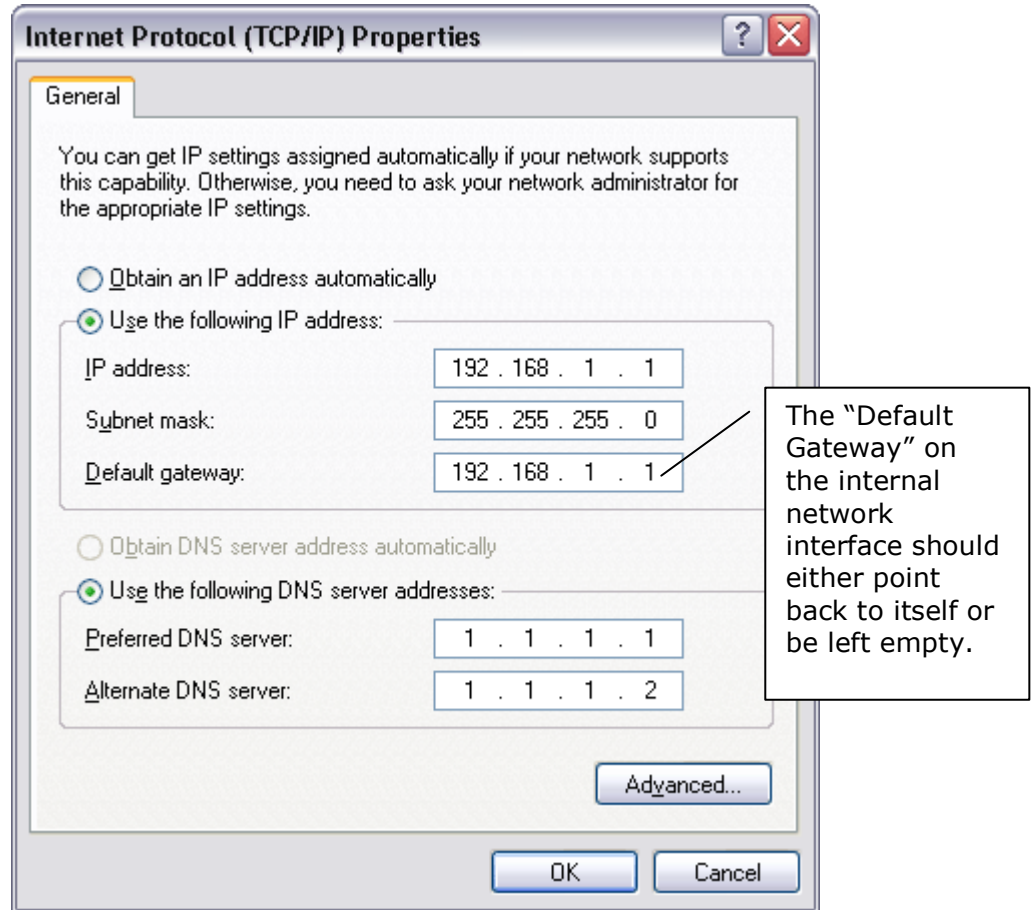 Internet Protocol (TCP/IP) Properties
General
You can get IP settings assigned automatically if your network supports
this capability. Otherwise, you need to ask your network administrator for
the appropriate IP settings.
Obtain an IP address automatically
Use the following IP address:
IP address: 192 . 168 . 1 . 1
Subnet mask: 255 . 255 . 255 . 0
Default gateway: 192 . 168 . 1 . 1
The “Default
Gateway” on
the internal
network
interface should
either point
back to itself or
be left empty.
Obtain DNS server address automatically
Use the following DNS server addresses:
Preferred DNS server: 1 . 1 . 1 . 1
Alternate DNS server: 1 . 1 . 1 . 2
Advanced...
OK Cancel